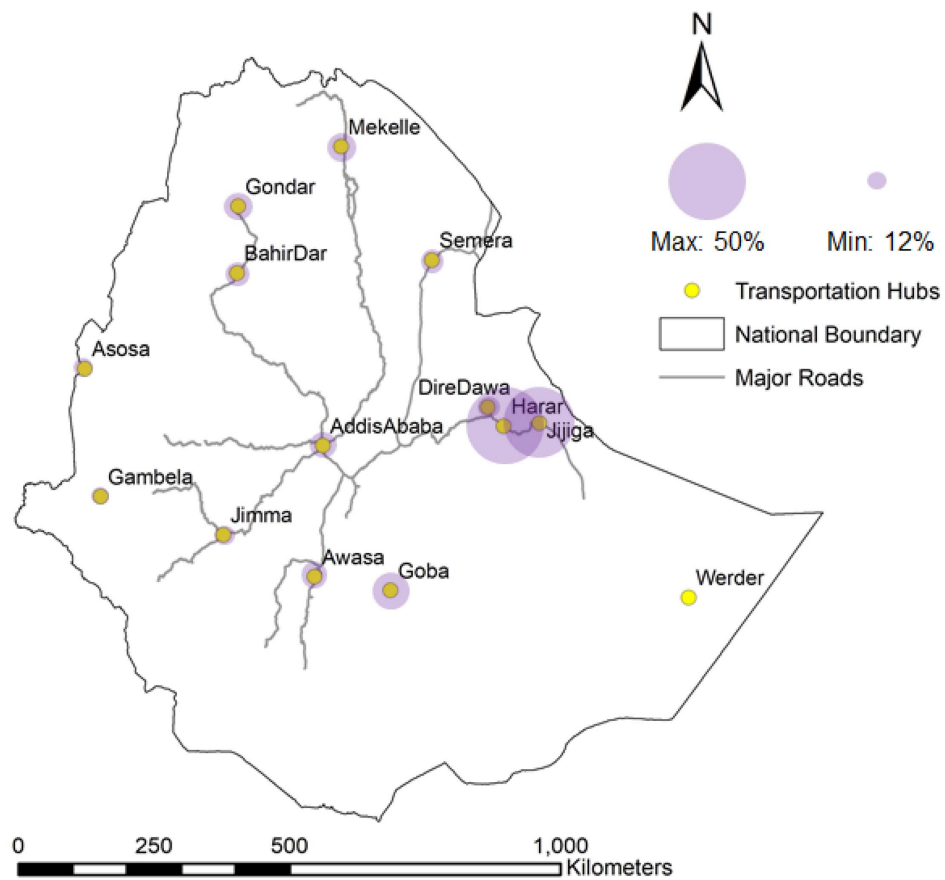 N
Mekelle
Gondar
BahirDar
Semera
Max: 50% Min: 12%
Transportation Hubs
National Boundary
Major Roads
Asosa
DireDawa
Harar
Jijiga
AddisAbaba
Gambela
Jimma
Awasa
Goba
Werder
0 250 500 1,000
Kilometers